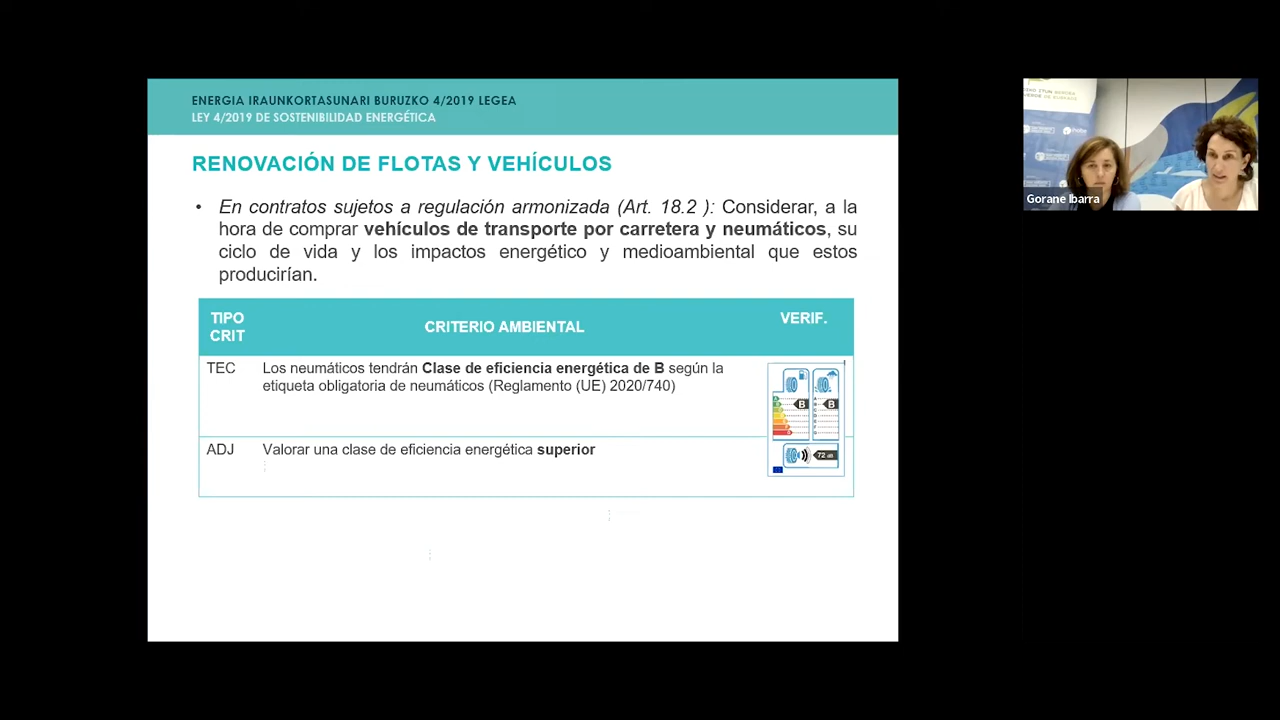 ENERGIA IRAUNKORTASUNARI BURUZKO 4/2019 LEGEA
LEY 4/2019 DE SOSTENIBILIDAD ENERGÉTICA
RENOVACIÓN DE FLOTAS Y VEHÍCULOS
• En contratos sujetos a regulación armonizada (Art. 18.2 ): Considerar, a la
hora de comprar vehículos de transporte por carretera y neumáticos, su
ciclo de vida y los impactos energético y medioambiental que estos
producirían.
TIPO
CRIT
CRITERIO AMBIENTAL
VERIF.
TEC
Los neumáticos tendrán Clase de eficiencia energética de B según la
etiqueta obligatoria de neumáticos (Reglamento (UE) 2020/740)
B B
72 dB
ADJ
Valorar una clase de eficiencia energética superior
Gorane Ibarra